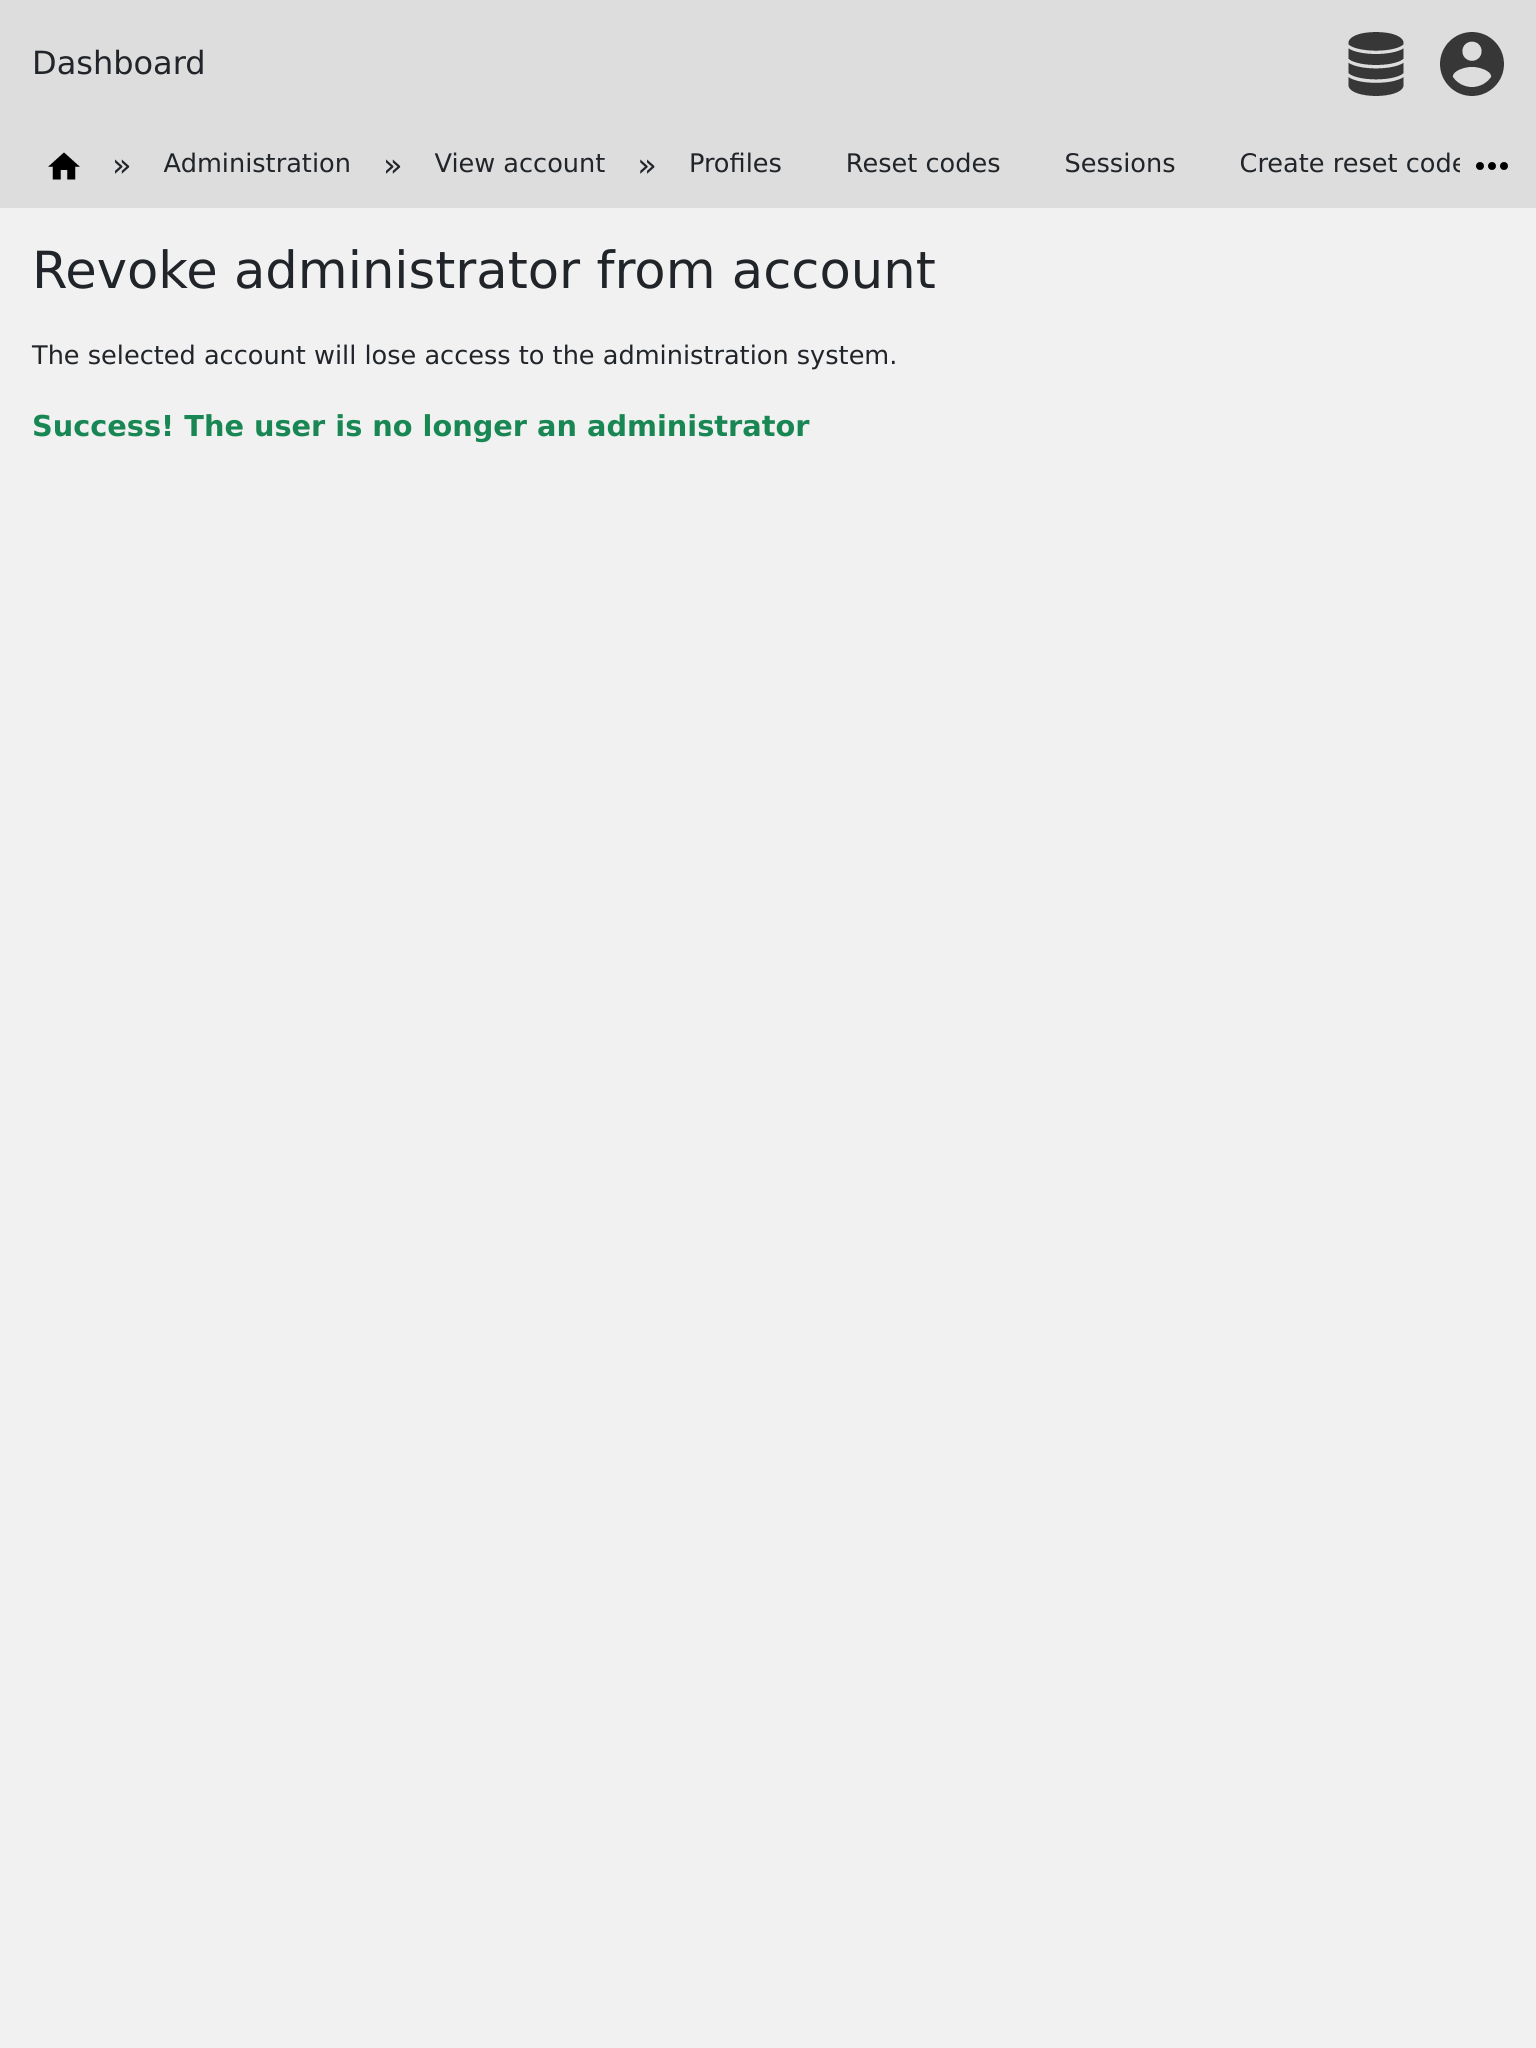 Dashboard
» Administration » View account » Profiles Reset codes Sessions Create reset code
Revoke administrator from account
The selected account will lose access to the administration system.
Success! The user is no longer an administrator